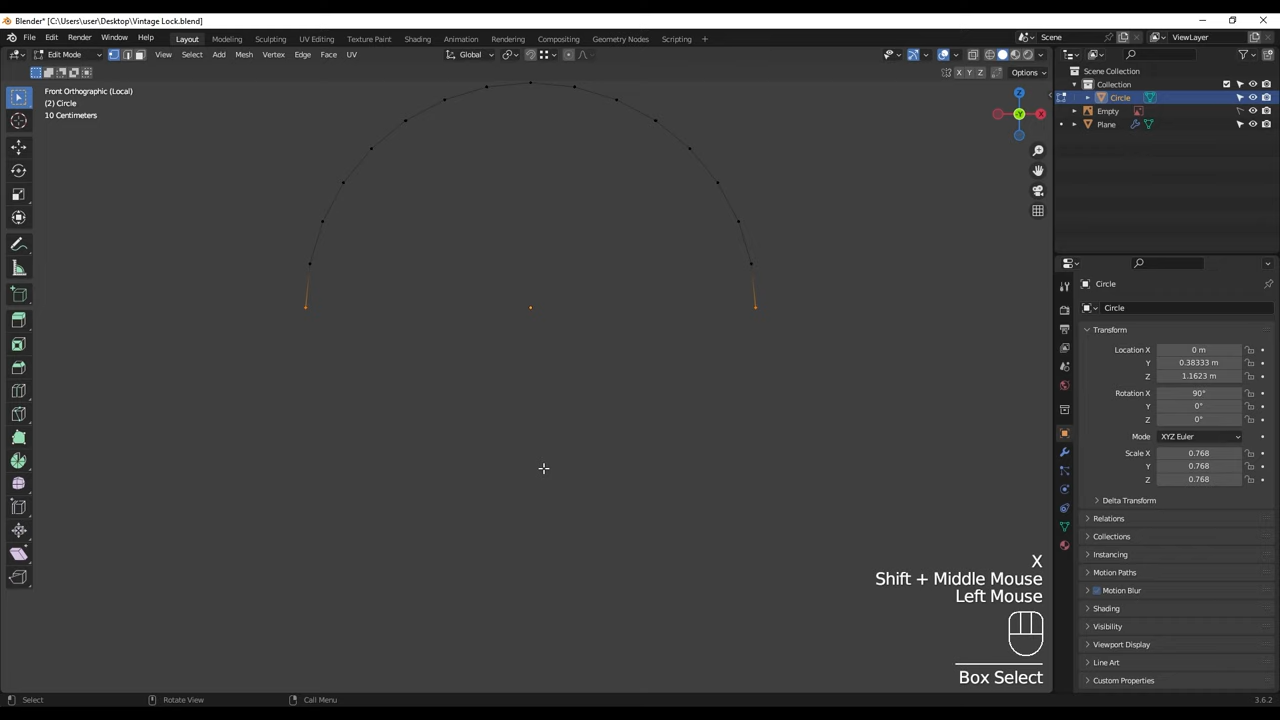 Blender* [C:\Users\user\Desktop\Vintage Lock.blend]
File Edit Render Window Help Layout Modeling Sculpting UV Editing Texture Paint Shading Animation Rendering Compositing Geometry Nodes Scripting Scene ViewLayer
Edit Mode View Select Add Mesh Vertex Edge Face UV Global
X Y Z Options
Scene Collection
Collection
Circle
Empty
Plane
Front Orthographic (Local)
(2) Circle
10 Centimeters
Z
-Y
X
Circle
Circle
Transform
Location X 0 m
Y 0.38333 m
Z 1.1623 m
Rotation X 90°
Y 0°
Z 0°
Mode XYZ Euler
Scale X 0.768
Y 0.768
Z 0.768
Delta Transform
Relations
Collections
Instancing
Motion Paths
Motion Blur
Shading
Visibility
Viewport Display
Line Art
Custom Properties
X
Shift + Middle Mouse
Left Mouse
Box Select
Select Rotate View Call Menu 3.6.2